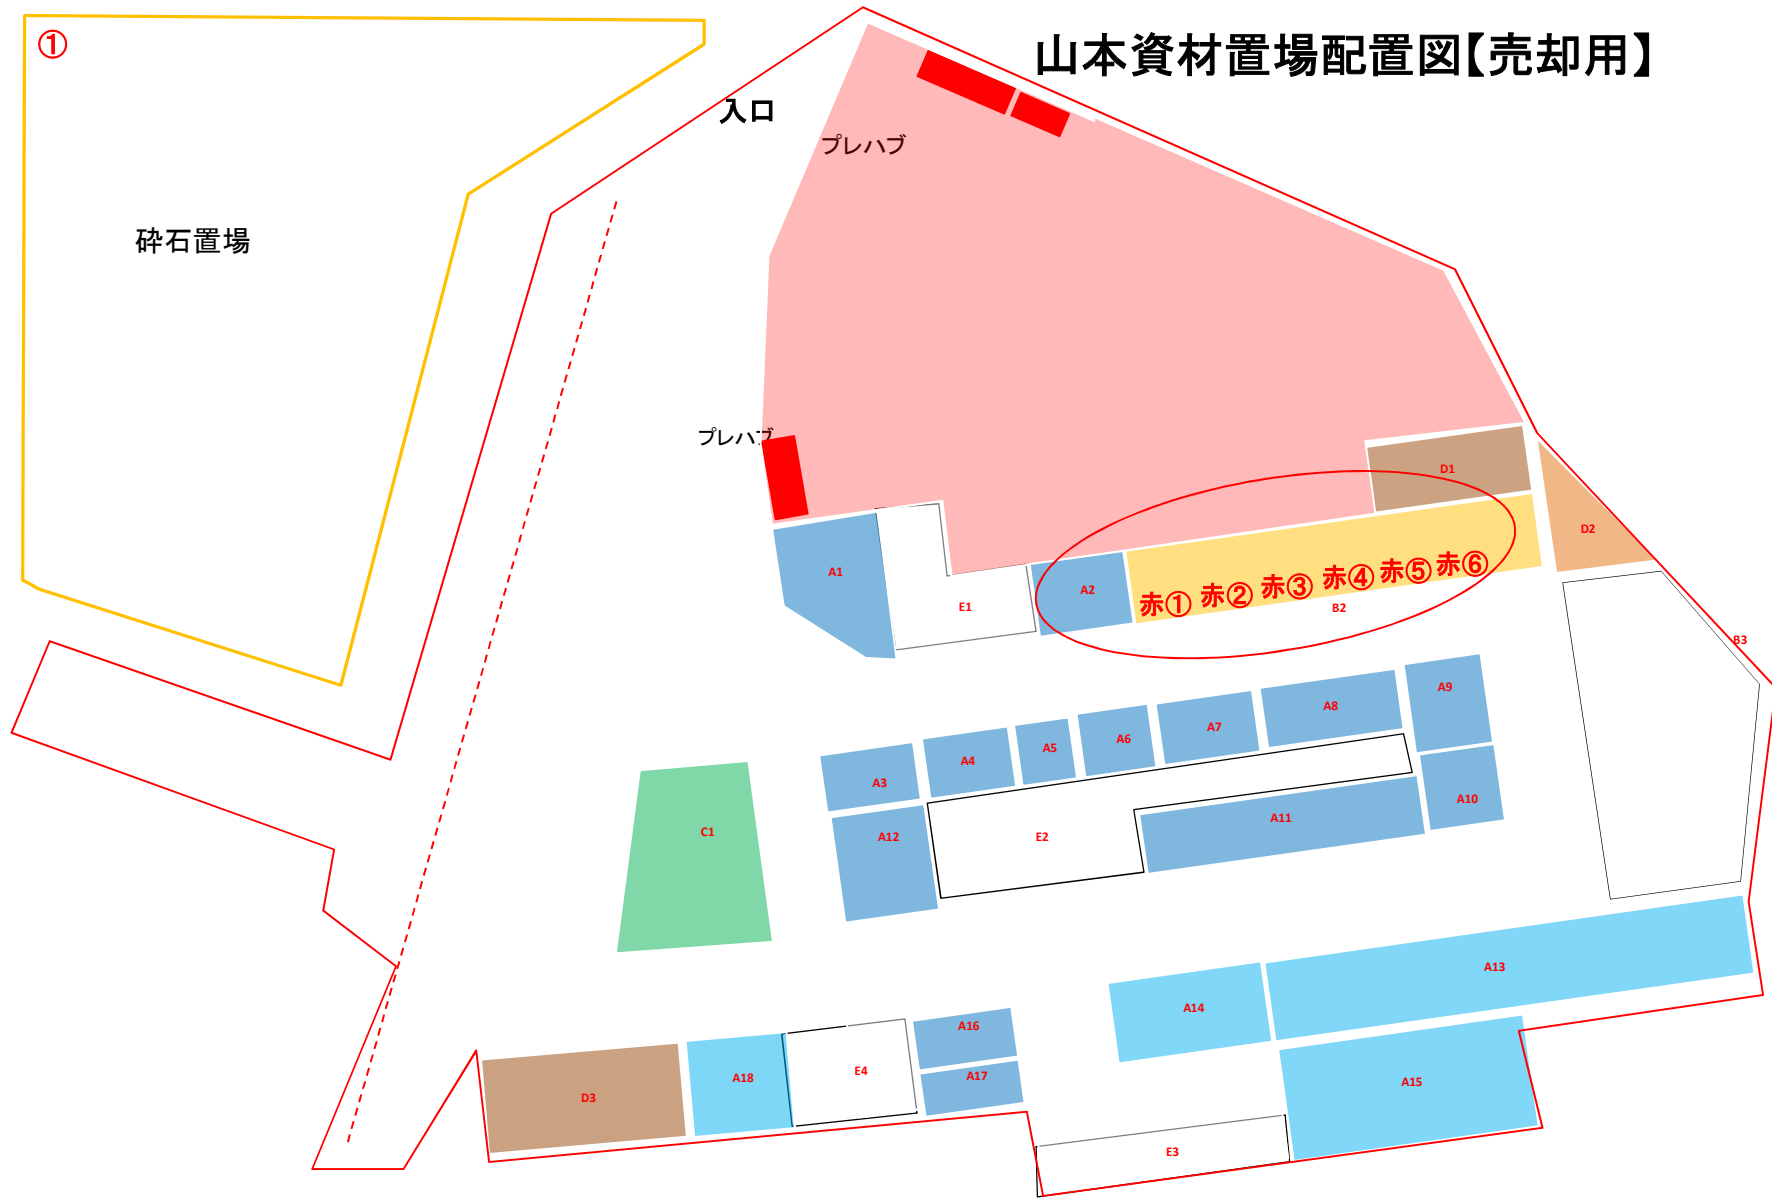 山本資材置場配置図【売却用】
①
入口
プレハブ
砕石置場
プレハブ
D1
D2
A1
A2
E1
赤① 赤② 赤③ 赤④ 赤⑤ 赤⑥
B2
B3
A3
A4
A5
A6
A7
A8
A9
A10
A11
A12
E2
C1
A13
A14
A15
A16
A17
A18
E4
D3
E3